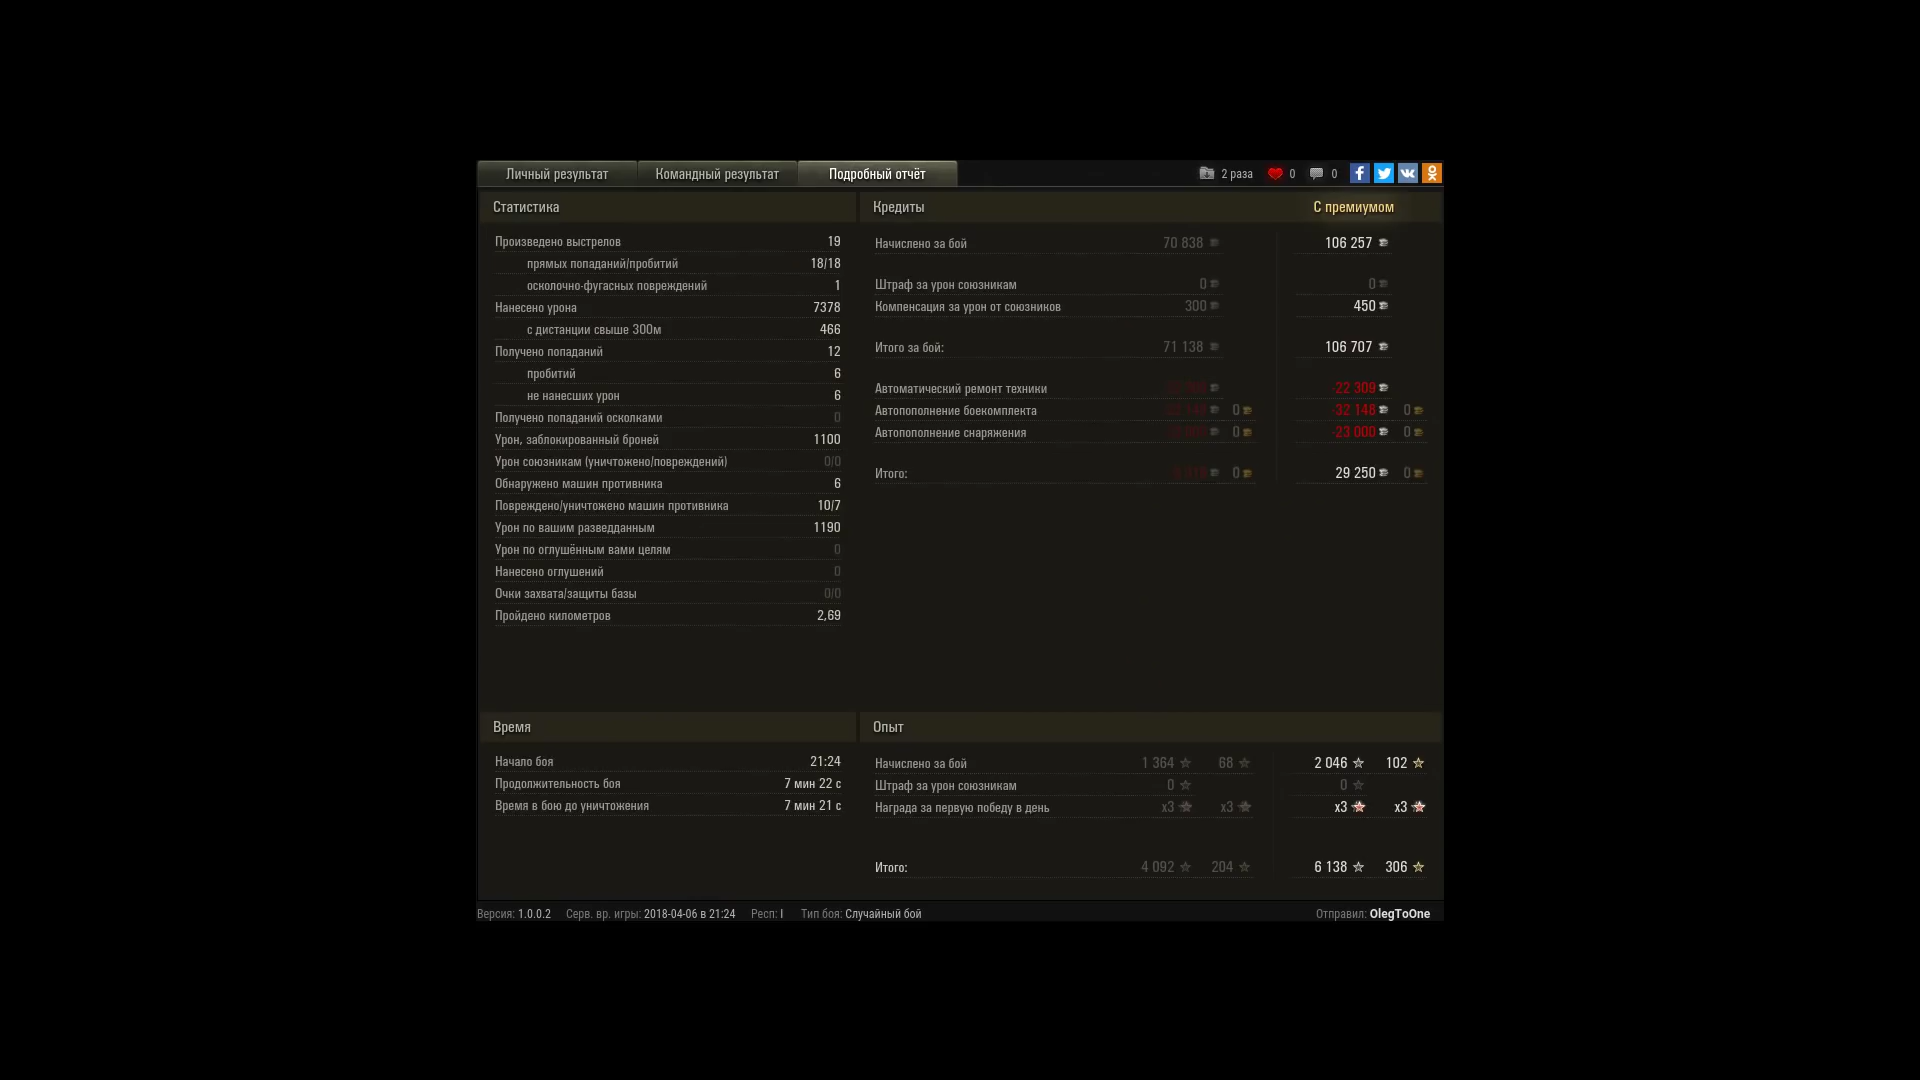 Личный результат Командный результат Подробный отчёт 2 раза 0 0
Статистика
Произведено выстрелов 19
прямых попаданий/пробитий 18/18
осколочно-фугасных повреждений 1
Нанесено урона 7378
с дистанции свыше 300м 466
Получено попаданий 12
пробитий 6
не нанесших урон 6
Получено попаданий осколками 0
Урон, заблокированный броней 1100
Урон союзникам (уничтожено/повреждений) 0/0
Обнаружено машин противника 6
Повреждено/уничтожено машин противника 10/7
Урон по вашим разведданным 1190
Урон по оглушённым вами целям 0
Нанесено оглушений 0
Очки захвата/защиты базы 0/0
Пройдено километров 2,69
Кредиты С премиумом
Начислено за бой 70 838 106 257
Штраф за урон союзникам 0 0
Компенсация за урон от союзников 300 450
Итого за бой: 71 138 106 707
Автоматический ремонт техники -22 309
Автопополнение боекомплекта 0 -32 148 0
Автопополнение снаряжения 0 -23 000 0
Итого: 0 29 250 0
Время
Начало боя 21:24
Продолжительность боя 7 мин 22 с
Время в бою до уничтожения 7 мин 21 с
Опыт
Начислено за бой 1 364 68 2 046 102
Штраф за урон союзникам 0 0
Награда за первую победу в день x3 x3 x3 x3
Итого: 4 092 204 6 138 306
Версия: 1.0.0.2 Серв. вр. игры: 2018-04-06 в 21:24 Респ: I Тип боя: Случайный бой Отправил: OlegToOne